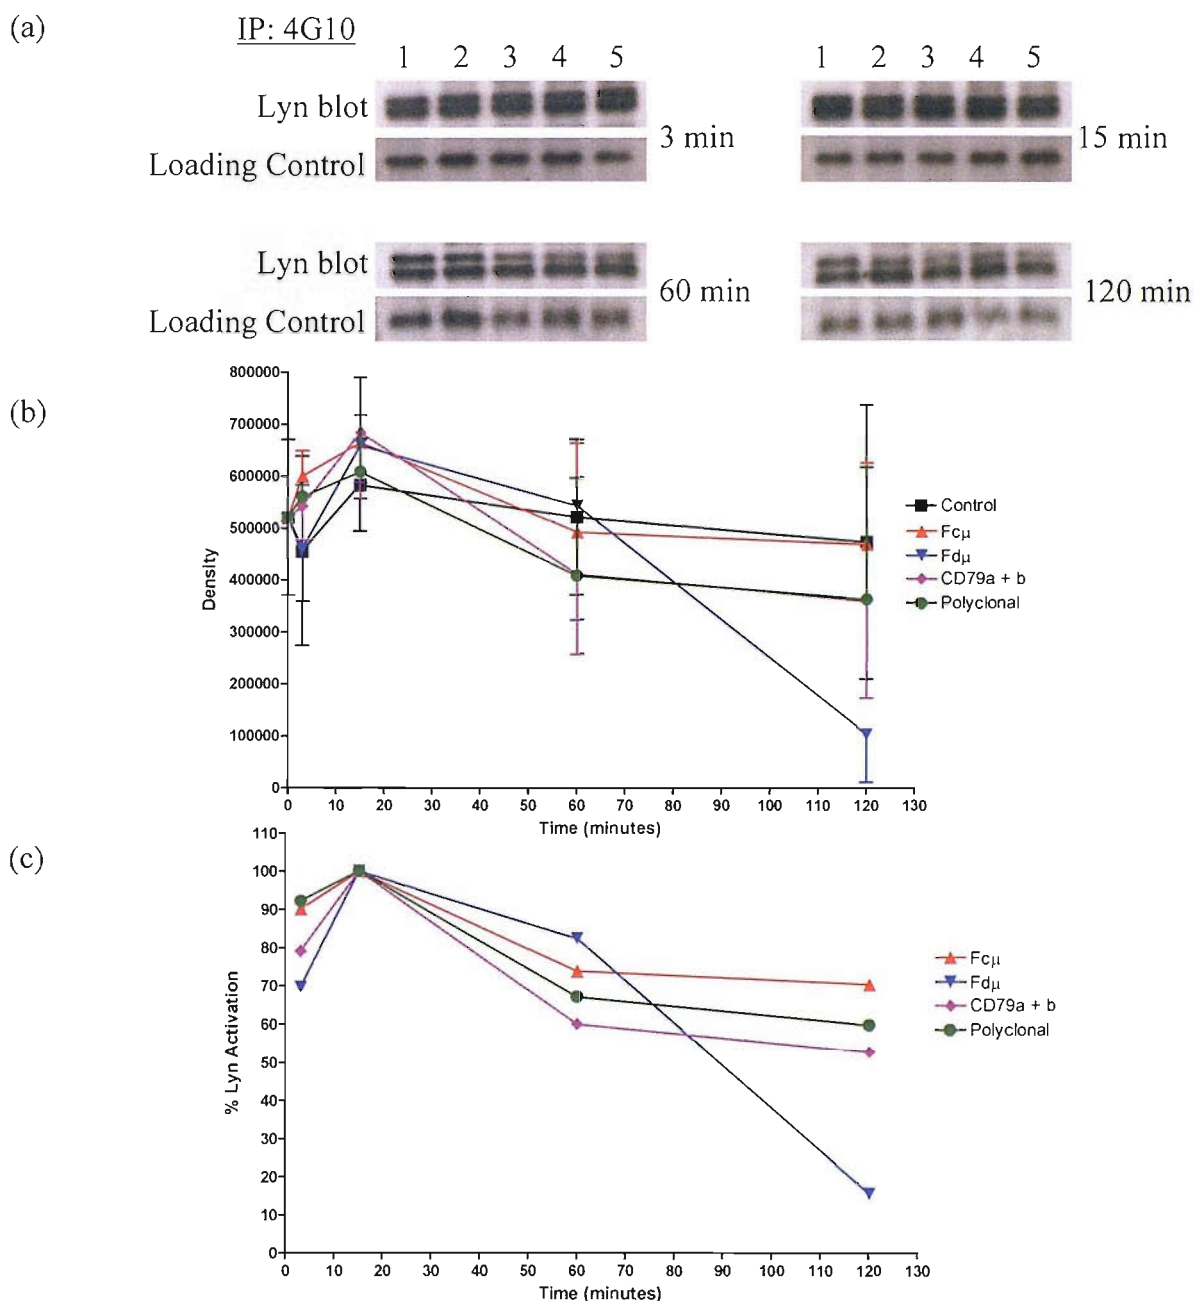 (a)
IP: 4G10
1 2 3 4 5
1 2 3 4 5
Lyn blot
3 min
15 min
Loading Control
Lyn blot
60 min
120 min
Loading Control
(b)
800000
700000
600000
500000
400000
300000
200000
100000
0
Density
0 10 20 30 40 50 60 70 80 90 100 110 120 130
Time (minutes)
Control
Fcμ
Fdμ
CD79a + b
Polyclonal
(c)
110
100
90
80
70
60
50
40
30
20
10
0
% Lyn Activation
0 10 20 30 40 50 60 70 80 90 100 110 120 130
Time (minutes)
Fcμ
Fdμ
CD79a + b
Polyclonal